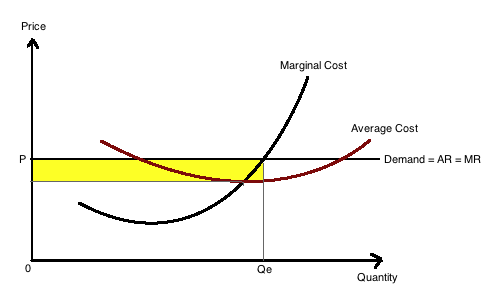 Price
Marginal Cost
Average Cost
P
Demand = AR = MR
0
Qe
Quantity